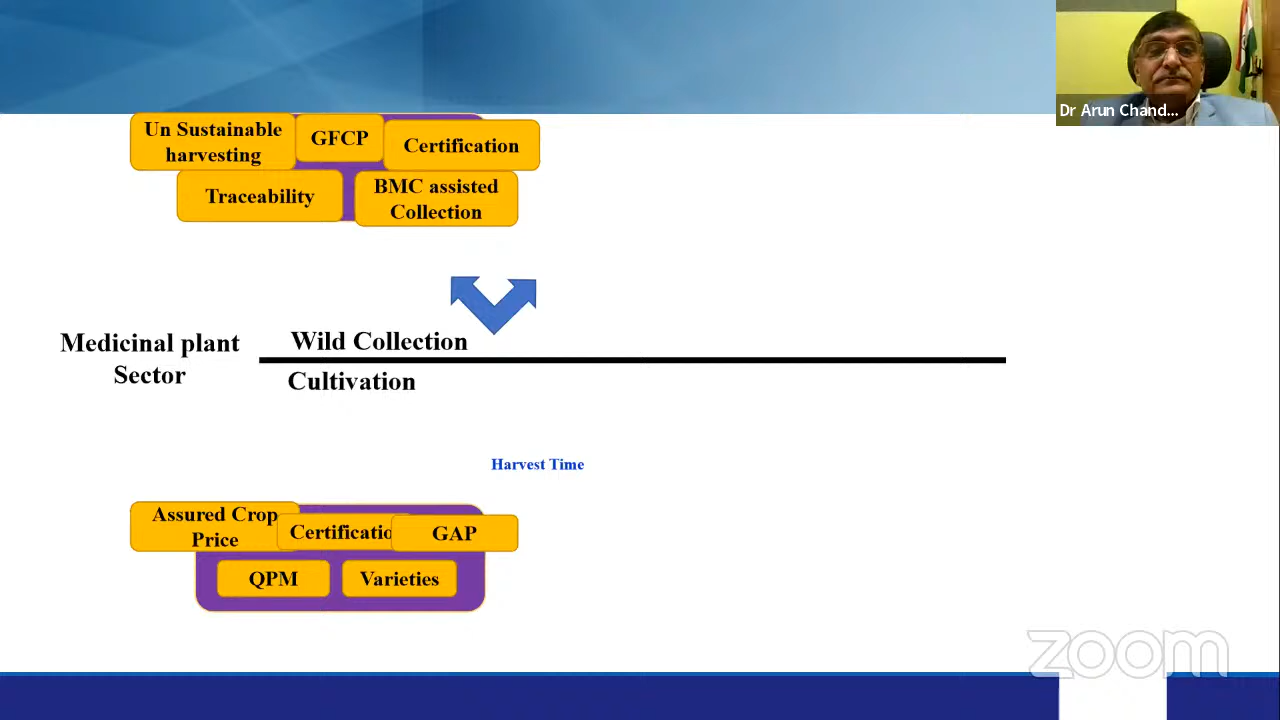 Dr Arun Chand...
Un Sustainable
harvesting
GFCP
Certification
Traceability
BMC assisted
Collection
Medicinal plant
Sector
Wild Collection
Cultivation
Harvest Time
Assured Crop
Price
Certificatio
GAP
QPM
Varieties
zoom